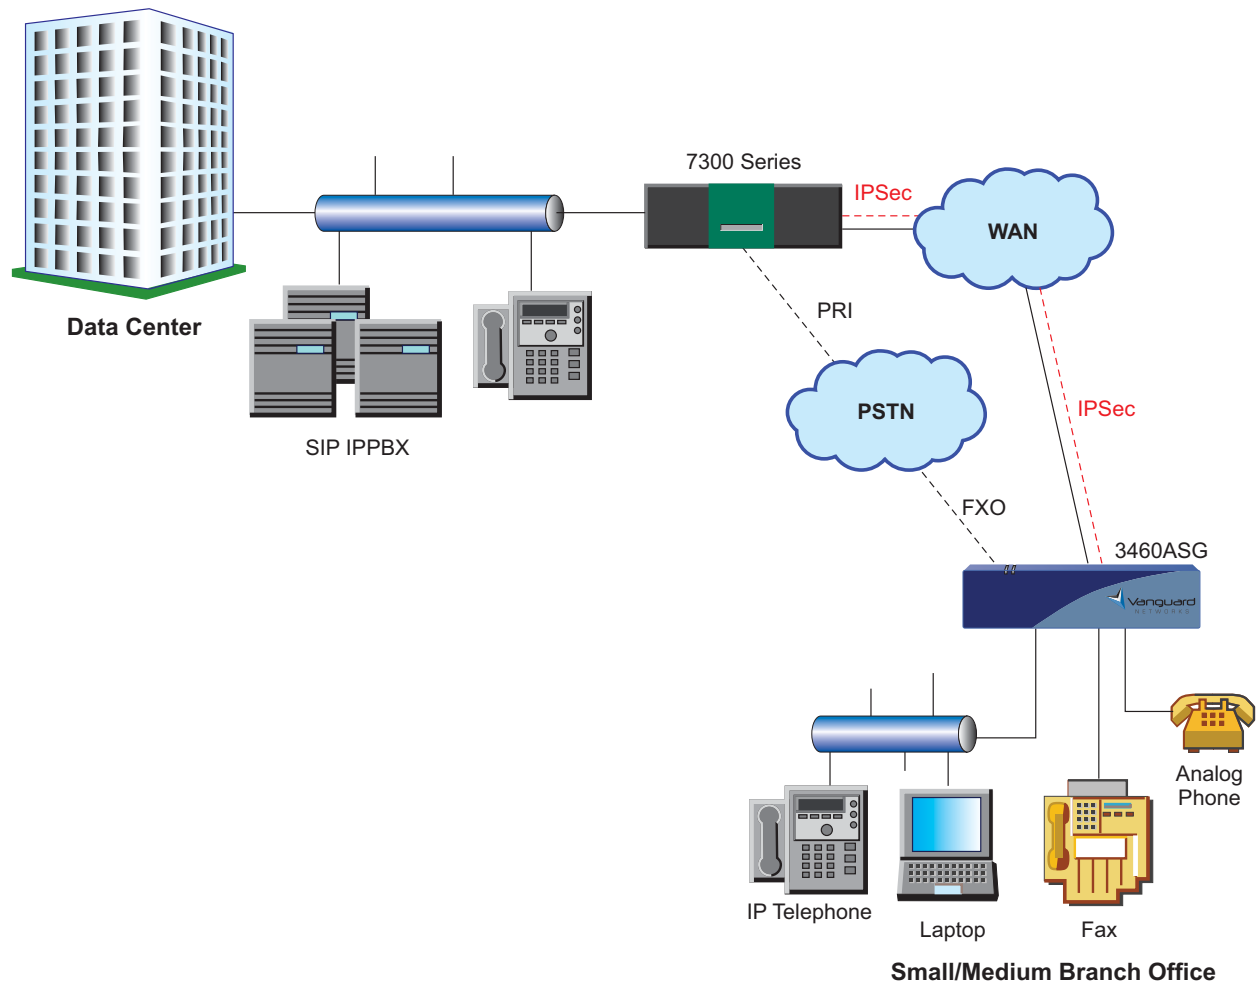 7300 Series
IPSec
WAN
Data Center
PRI
PSTN
IPSec
SIP IPPBX
FXO
3460ASG
Vanguard
NETWORKS
Analog
Phone
IP Telephone
Laptop
Fax
Small/Medium Branch Office